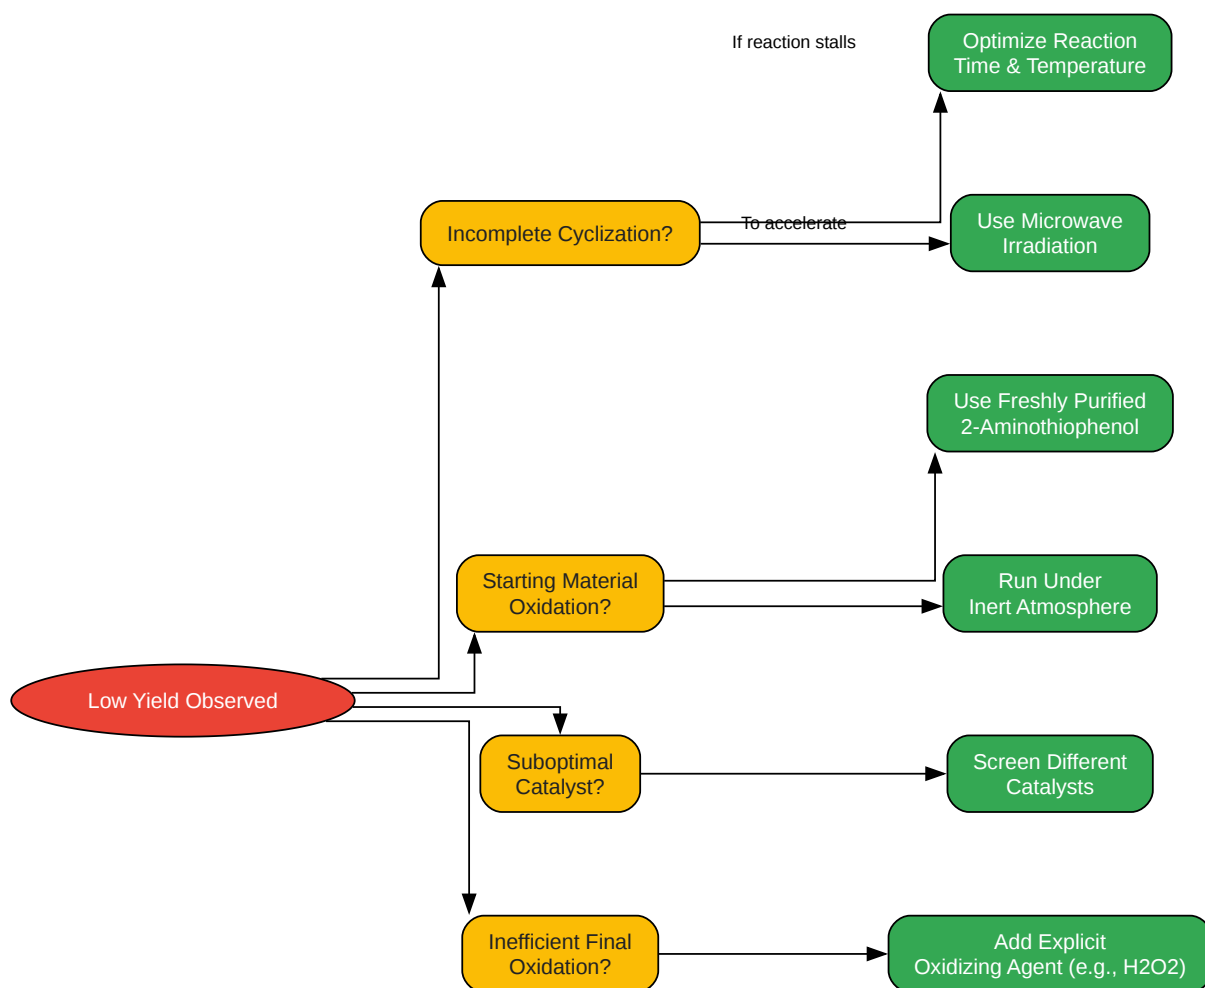 If reaction stalls
Optimize Reaction
Time & Temperature
Incomplete Cyclization?
To accelerate
Use Microwave
Irradiation
Use Freshly Purified
2-Aminothiophenol
Starting Material
Oxidation?
Run Under
Inert Atmosphere
Low Yield Observed
Suboptimal
Catalyst?
Screen Different
Catalysts
Inefficient Final
Oxidation?
Add Explicit
Oxidizing Agent (e.g., H2O2)